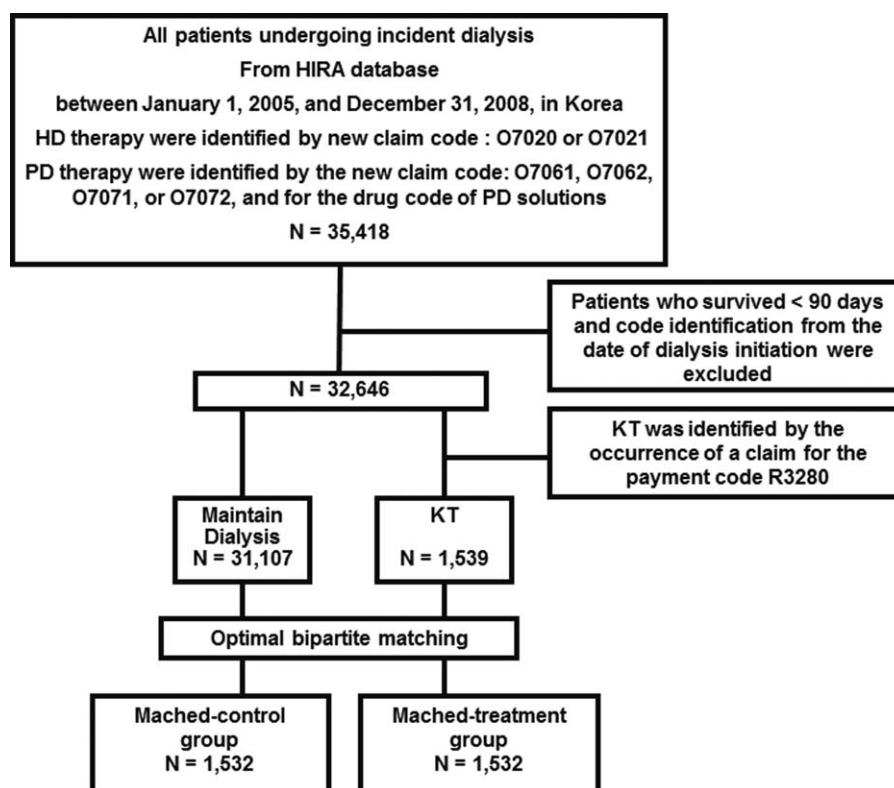 All patients undergoing incident dialysis
From HIRA database
between January 1, 2005, and December 31, 2008, in Korea
HD therapy were identified by new claim code : O7020 or O7021
PD therapy were identified by the new claim code: O7061, O7062,
O7071, or O7072, and for the drug code of PD solutions
N = 35,418
Patients who survived < 90 days
and code identification from the
date of dialysis initiation were
excluded
N = 32,646
KT was identified by the
occurrence of a claim for the
payment code R3280
Maintain
Dialysis
N = 31,107
KT
N = 1,539
Optimal bipartite matching
Mached-control
group
N = 1,532
Mached-treatment
group
N = 1,532